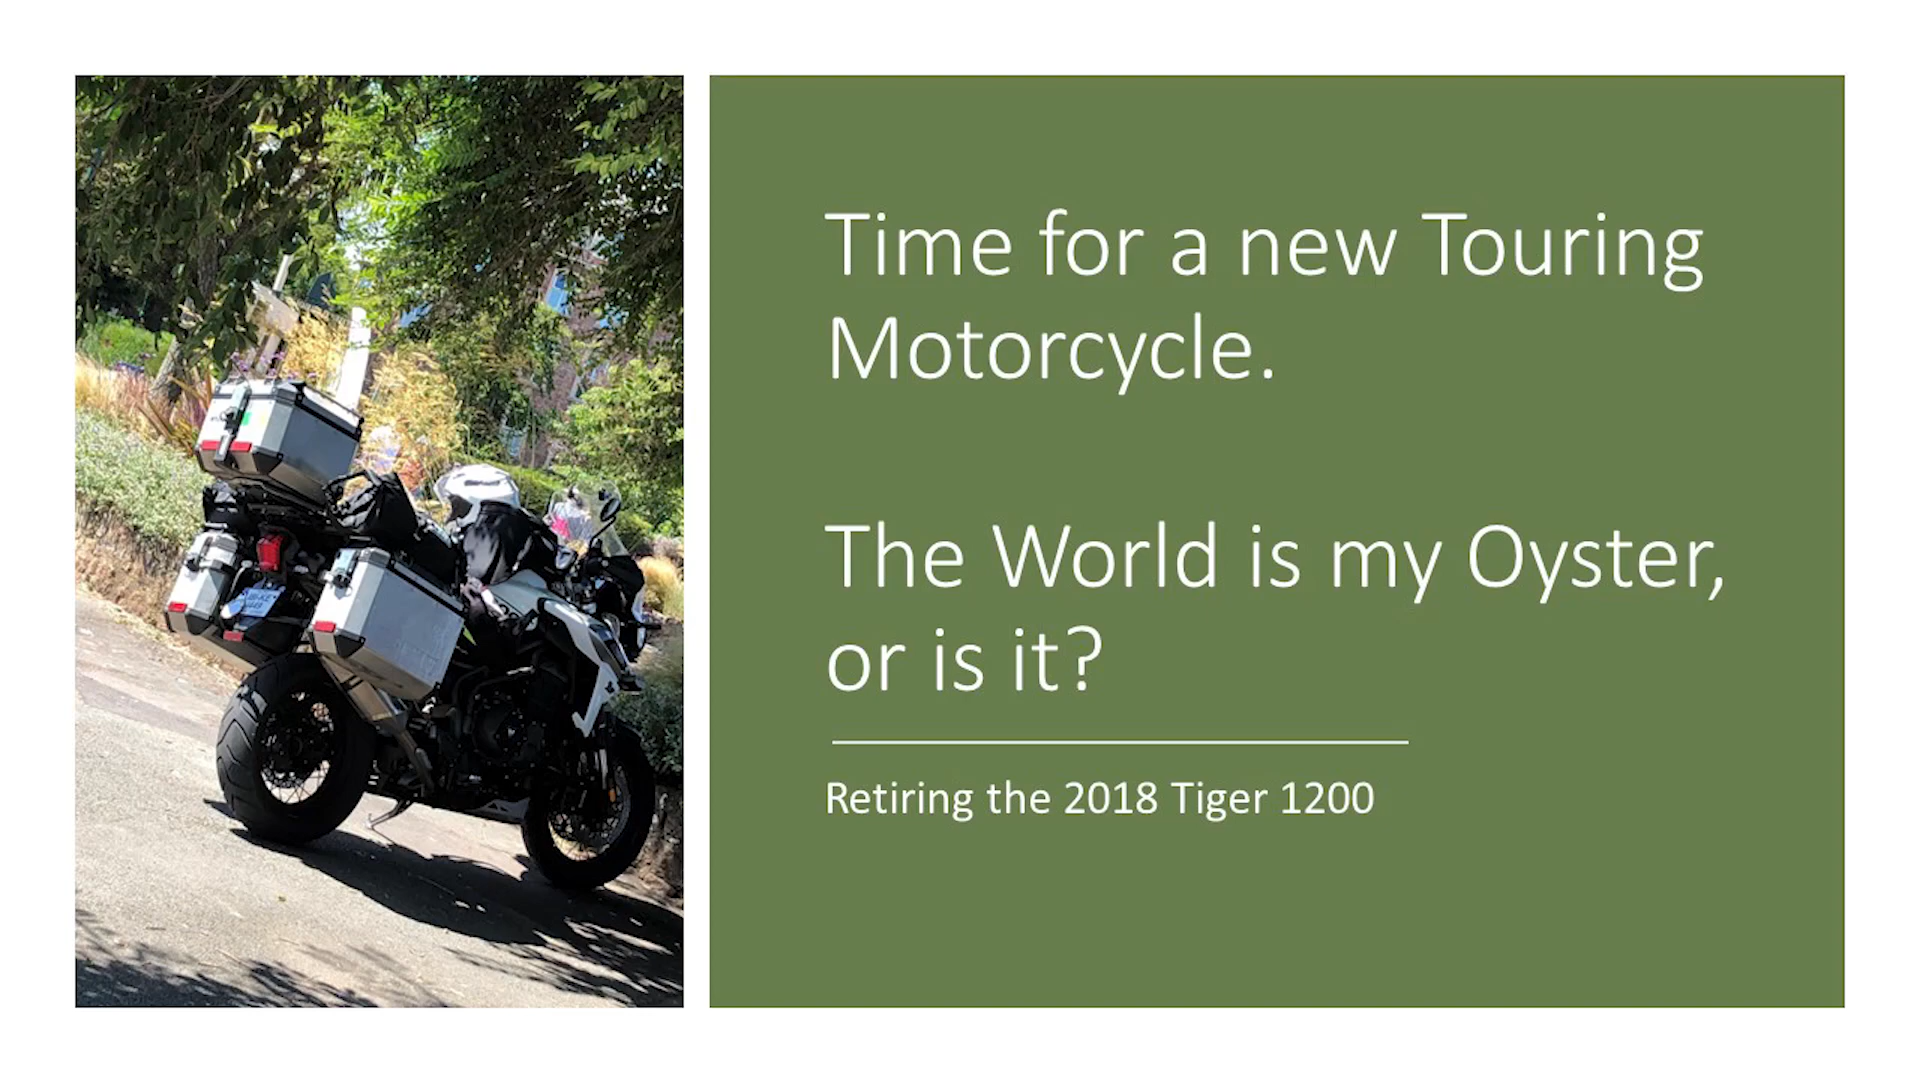 Time for a new Touring
Motorcycle.
The World is my Oyster,
or is it?
Retiring the 2018 Tiger 1200